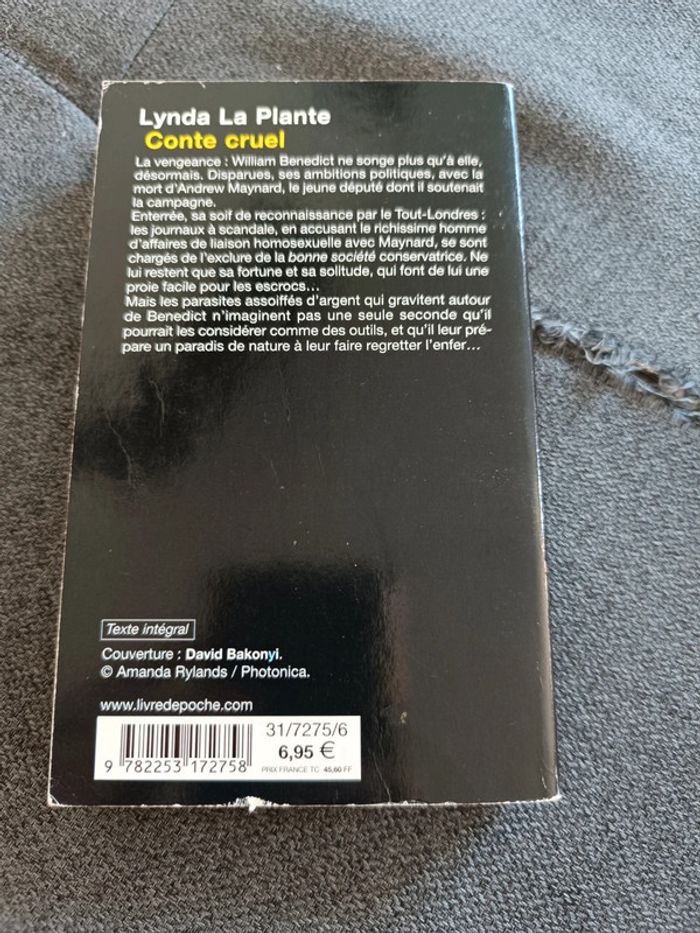 Lynda La Plante
Conte cruel
La vengeance : William Benedict ne songe plus qu'à elle,
désormais. Disparues, ses ambitions politiques, avec la
mort d'Andrew Maynard, le jeune député dont il soutenait
la campagne.
Enterrée, sa soif de reconnaissance par le Tout-Londres :
les journaux à scandale, en accusant le richissime homme
d'affaires de liaison homosexuelle avec Maynard, se sont
chargés de l'exclure de la bonne société conservatrice. Ne
lui restent que sa fortune et sa solitude, qui font de lui une
proie facile pour les escrocs...
Mais les parasites assoiffés d'argent qui gravitent autour
de Benedict n'imaginent pas une seule seconde qu'il
pourrait les considérer comme des outils, et qu'il leur pré-
pare un paradis de nature à leur faire regretter l'enfer...
Texte intégral
Couverture : David Bakonyi.
© Amanda Rylands / Photonica.
www.livredepoche.com
31/7275/6
6,95 €
PRIX FRANCE TC 45,60 FF
9 782253 172758